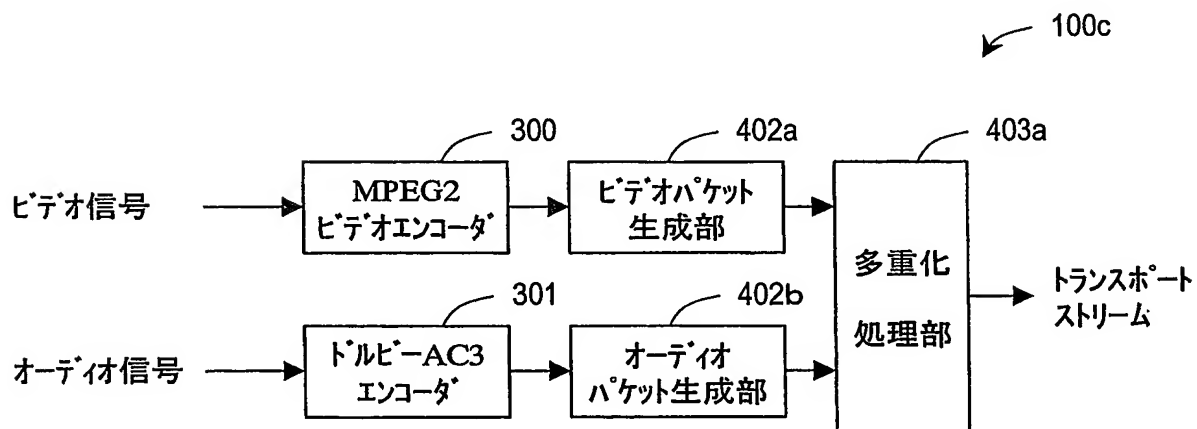 100c
300
402a
403a
ビデオ信号
MPEG2
ビデオエンコーダ
ビデオパケット
生成部
多重化
処理部
トランスポート
ストリーム
301
402b
オーディオ信号
ドルビーAC3
エンコーダ
オーディオ
パケット生成部